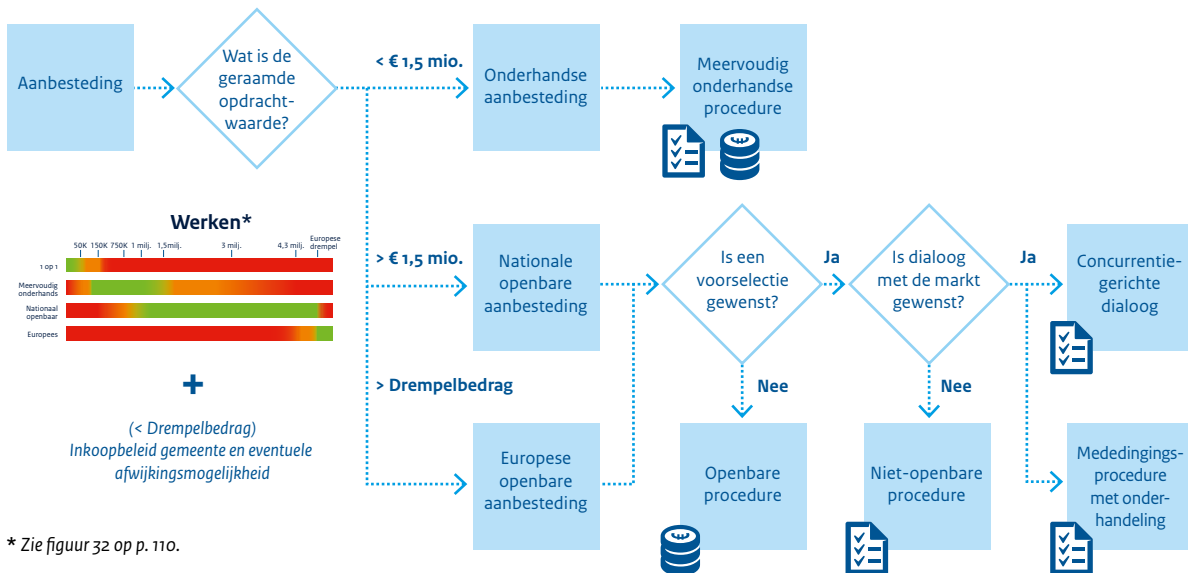 Aanbesteding
Wat is de
geraamde
opdracht-
waarde?
< € 1,5 mio.
Onderhandse
aanbesteding
Meervoudig
onderhandse
procedure
Werken*
50K 150K 750K 1 milj. 1,5milj. 3 milj. 4,3 milj. Europese
drempel
1 op 1
Meervoudig
onderhands
Nationaal
openbaar
Europees
+
(< Drempelbedrag)
Inkoopbeleid gemeente en eventuele
afwijkingsmogelijkheid
> € 1,5 mio.
Nationale
openbare
aanbesteding
Is een
voorselectie
gewenst?
Ja
Is dialoog
met de markt
gewenst?
Ja
Concurrentie-
gerichte
dialoog
> Drempelbedrag
Europese
openbare
aanbesteding
Nee
Openbare
procedure
Nee
Niet-openbare
procedure
Mededingings-
procedure
met onder-
handeling
* Zie figuur 32 op p. 110.